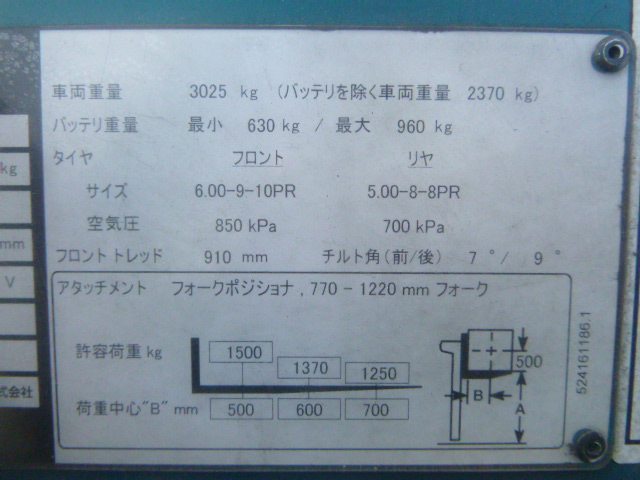 車両重量 3025 kg (バッテリを除く車両重量 2370 kg)
バッテリ重量 最小 630 kg / 最大 960 kg
タイヤ フロント リヤ
サイズ 6.00-9-10PR 5.00-8-8PR
空気圧 850 kPa 700 kPa
フロント トレッド 910 mm チルト角(前/後) 7 °/ 9 °
アタッチメント フォークポジショナ , 770 - 1220 mm フォーク
許容荷重 kg 1500 1370 1250
荷重中心"B" mm 500 600 700
500
B
A
524161186.1
kg
mm
V
式会社